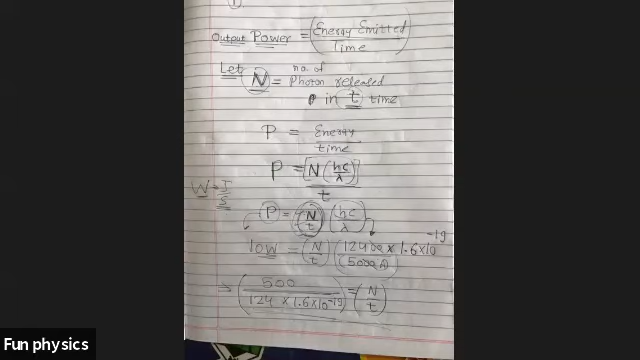 1
Output Power = (Energy Emitted / Time)
Let N = no. of Photon released
in t time
P = Energy / time
P = [N (hc/λ)] / t
W = J/S
P = (N/t) (hc/λ)
10W = (N/t) (12400 × 1.6×10^-19 / (5000 Å))
⇒ (500 / 124 × 1.6×10^-19) = (N/t)
Fun physics